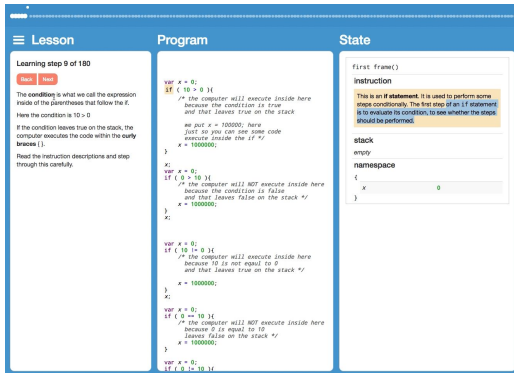 Lesson
Learning step 9 of 180
Back
Next
The condition is what we call the expression
inside of the parentheses that follow the if.
Here the condition is 10 > 0
If the condition leaves true on the stack, the
computer executes the code within the curly
braces { }.
Read the instruction descriptions and step
through this carefully.
Program
var x = 0;
if ( 10 > 0 ){
/* the computer will execute inside here
because the condition is true
and that leaves true on the stack
we put x = 100000; here
just so you can see some code
execute inside the if */
x = 1000000;
}
x;
var x = 0;
if ( 0 > 10 ){
/* the computer will NOT execute inside here
because the condition is false
and that leaves false on the stack */
x = 1000000;
}
x;
var x = 0;
if ( 10 != 0 ){
/* the computer will execute inside here
because 10 is not eqaul to 0
and that leaves true on the stack */
x = 1000000;
}
x;
var x = 0;
if ( 0 == 10 ){
/* the computer will NOT execute inside here
because 0 is equal to 10
leaves false on the stack */
x = 1000000;
}
var x = 0;
if ( 0 != 10 ){
State
first frame()
instruction
This is an if statement. It is used to perform some
steps conditionally. The first step of an if statement
is to evaluate its condition, to see whether the steps
should be performed.
stack
empty
namespace
{
x 0
}